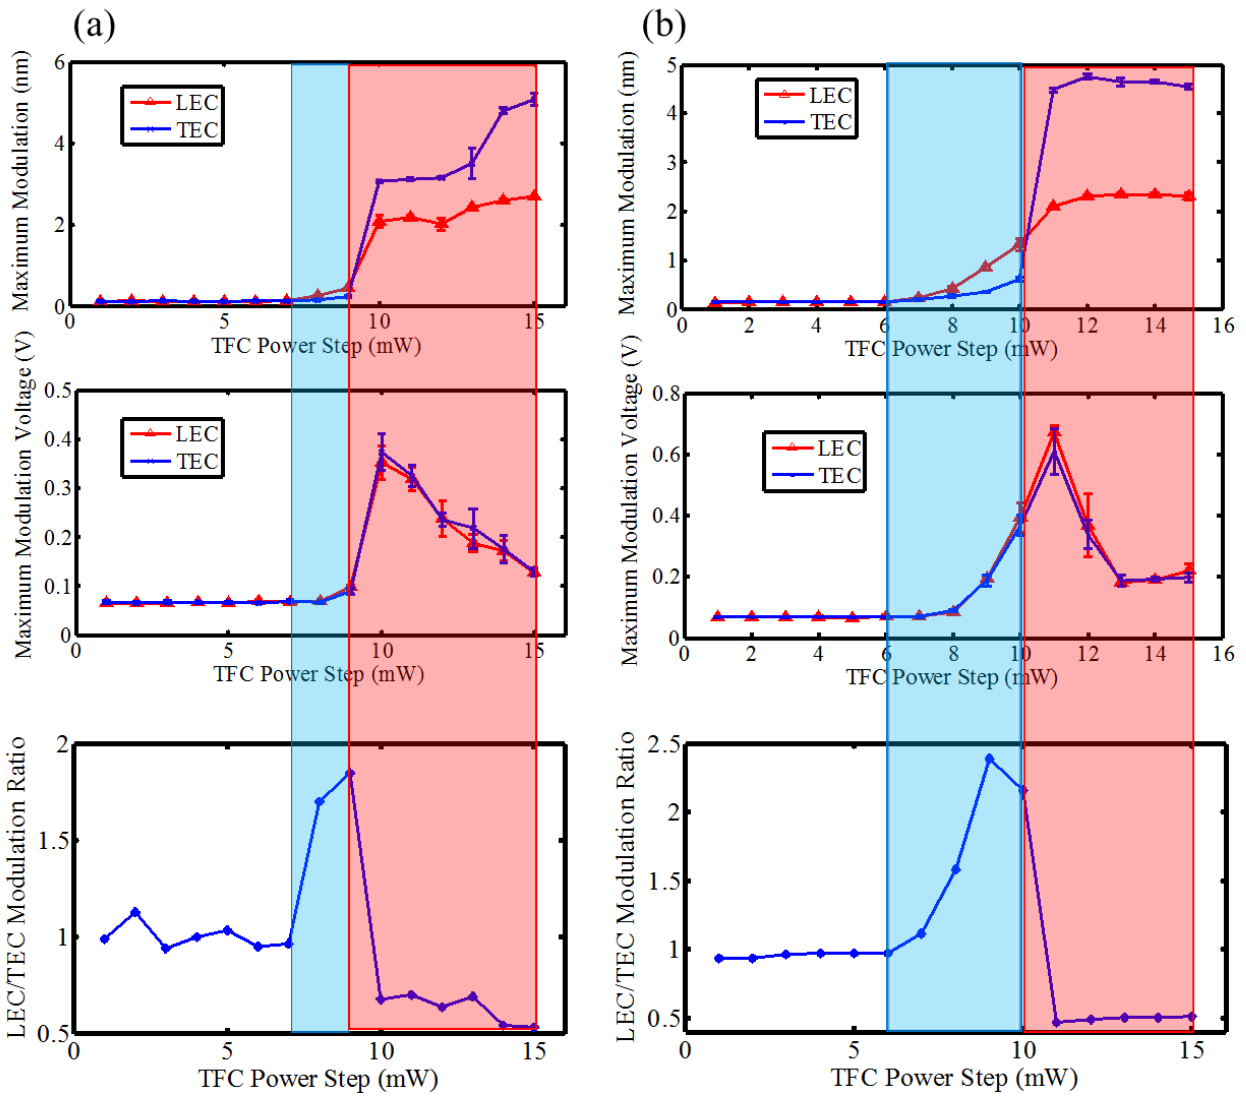 (a)
Maximum Modulation (nm)
6
4
2
0
LEC
TEC
0 5 10 15
TFC Power Step (mW)
Maximum Modulation Voltage (V)
0.5
0.4
0.3
0.2
0.1
0
LEC
TEC
0 5 10 15
TFC Power Step (mW)
LEC/TEC Modulation Ratio
2
1.5
1
0.5
0 5 10 15
TFC Power Step (mW)
(b)
Maximum Modulation (nm)
5
4
3
2
1
0
LEC
TEC
0 2 4 6 8 10 12 14 16
TFC Power Step (mW)
Maximum Modulation Voltage (V)
0.8
0.6
0.4
0.2
0
LEC
TEC
0 2 4 6 8 10 12 14 16
TFC Power Step (mW)
LEC/TEC Modulation Ratio
2.5
2
1.5
1
0.5
0 5 10 15
TFC Power Step (mW)